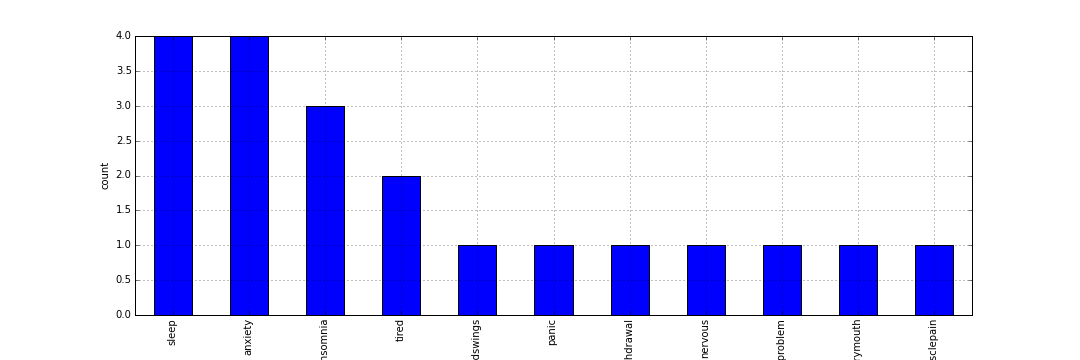 4.0
3.5
3.0
2.5
2.0
1.5
1.0
0.5
0.0
count
sleep
anxiety
nsomnia
tired
dswings
panic
hdrawal
nervous
problem
rymouth
sclepain